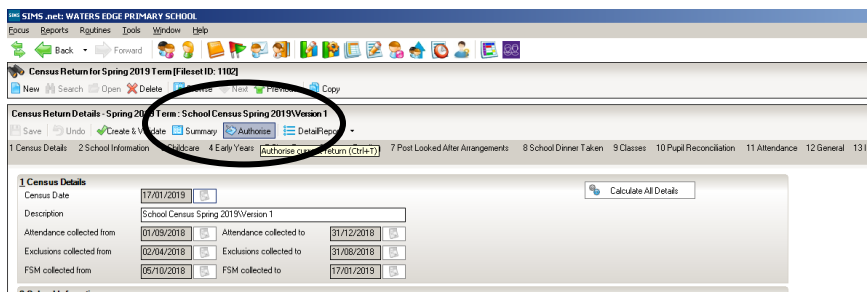 SIMS .net: WATERS EDGE PRIMARY SCHOOL
Focus Reports Routines Tools Window Help
Back Forward
Census Return for Spring 2019 Term [Fileset ID: 1102]
New Search Open Delete Browse Next Previous Copy
Census Return Details - Spring 2019 Term : School Census Spring 2019\Version 1
Save Undo Create & Validate Summary Authorise DetailReport
1 Census Details 2 School Information Childcare 4 Early Years 7 Post Looked After Arrangements 8 School Dinner Taken 9 Classes 10 Pupil Reconciliation 11 Attendance 12 General 13
Authorise current return (Ctrl+T)
1 Census Details
Census Date 17/01/2019 Calculate All Details
Description School Census Spring 2019\Version 1
Attendance collected from 01/09/2018 Attendance collected to 31/12/2018
Exclusions collected from 02/04/2018 Exclusions collected to 31/08/2018
FSM collected from 05/10/2018 FSM collected to 17/01/2019